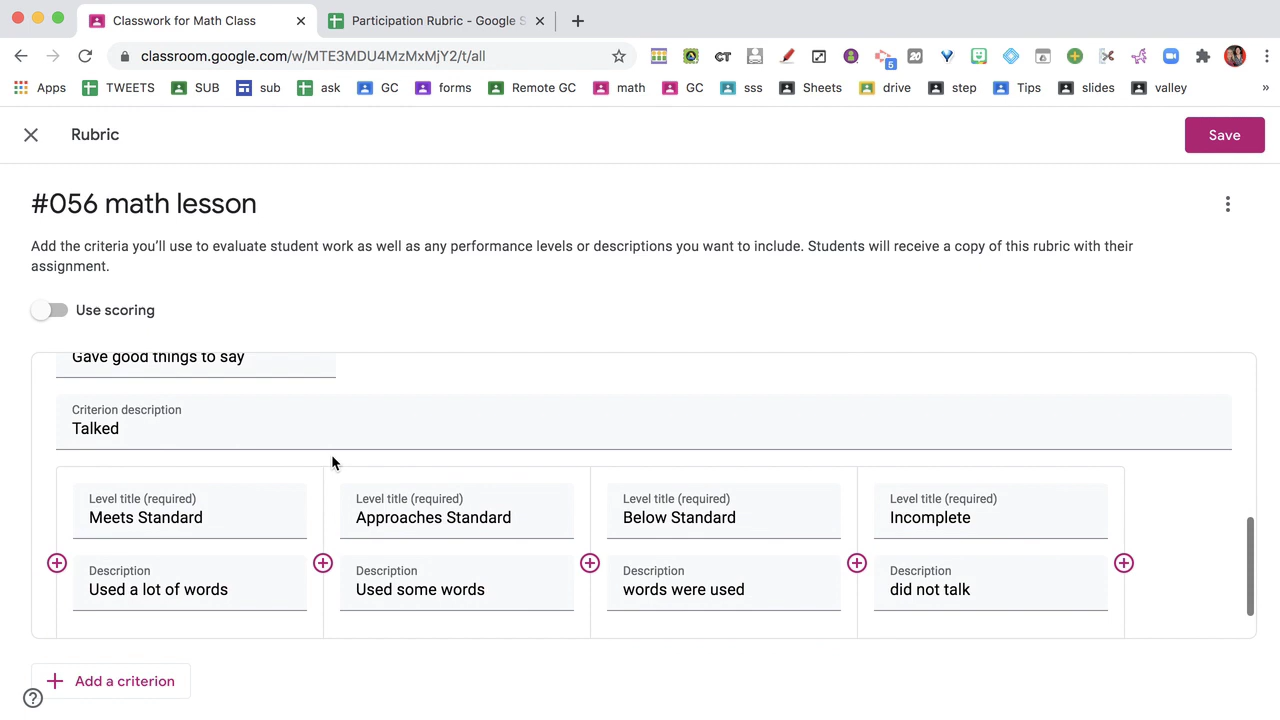 Classwork for Math Class
Participation Rubric - Google S
classroom.google.com/w/MTE3MDU4MzMxMjY2/t/all
CT
5
20
Apps
TWEETS
SUB
sub
ask
GC
forms
Remote GC
math
GC
sss
Sheets
drive
step
Tips
slides
valley
»
Rubric
Save
#056 math lesson
Add the criteria you'll use to evaluate student work as well as any performance levels or descriptions you want to include. Students will receive a copy of this rubric with their
assignment.
Use scoring
Gave good things to say
Criterion description
Talked
Level title (required)
Meets Standard
Description
Used a lot of words
Level title (required)
Approaches Standard
Description
Used some words
Level title (required)
Below Standard
Description
words were used
Level title (required)
Incomplete
Description
did not talk
Add a criterion